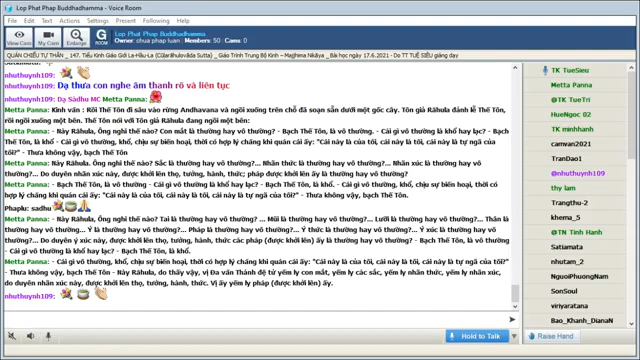 Lop Phat Phap Buddhadhamma - Voice Room
File Edit Text Actions Presenting Following Help
View Cam
My Cam
Enlarge
G
ROOM
Lop Phat Phap Buddhadhamma
Owner: chua phap luan : Members: 50 : Cams: 0
QUÁN CHIẾU TỰ THÂN _ 147. Tiểu Kinh Giáo Giới La-Hầu-La (Cūḷarāhulovāda Sutta) _ Giáo Trình Trung Bộ Kinh – Majjhima Nikāya _ Bài học ngày 17.6.2021 - Do TT TUỆ SIÊU giảng dạy
nhuthuynh109:
nhuthuynh109: Dạ thưa con nghe âm thanh rõ và liên tục
nhuthuynh109: Dạ Sādhu MC Metta Panna:
Metta Panna: Kinh văn : Rồi Thế Tôn đi sâu vào rừng Andhavana và ngồi xuống trên chỗ đã soạn sẵn dưới một gốc cây. Tôn giả Rāhula đảnh lễ Thế Tôn,
rồi ngồi xuống một bên. Thế Tôn nói với Tôn giả Rāhula đang ngồi một bên:
Metta Panna: - Này Rāhula, Ông nghĩ thế nào? Con mắt là thường hay vô thường? - Bạch Thế Tôn, là vô thường. - Cái gì vô thường là khổ hay lạc? - Bạch
Thế Tôn, là khổ - Cái gì vô thường, khổ, chịu sự biến hoại, thời có hợp lý chăng khi quán cái ấy: "Cái này là của tôi, cái này là tôi, cái này là tự ngã của
tôi?" - Thưa không vậy, bạch Thế Tôn
Metta Panna: Này Rāhula, Ông nghĩ thế nào? Sắc là thường hay vô thường?... Nhãn thức là thường hay vô thường?... Nhãn xúc là thường hay vô
thường?... Do duyên nhãn xúc này, được khởi lên thọ, tưởng, hành, thức; pháp được khởi lên ấy là thường hay vô thường?
Metta Panna: - Bạch Thế Tôn, là vô thường - Cái gì vô thường là khổ hay lạc? - Bạch Thế Tôn, là khổ. - Cái gì vô thường, khổ, chịu sự biến hoại, thời có
hợp lý chăng khi quán cái ấy: "Cái này là của tôi, cái này là tôi, cái này là tự ngã của tôi?" - Thưa không vậy, bạch Thế Tôn.
Phaplu: sadhu
Metta Panna: - Này Rāhula, Ông nghĩ thế nào? Tai là thường hay vô thường? ... Mũi là thường hay vô thường?... Lưỡi là thường hay vô thường?... Thân là
thường hay vô thường?... Ý là thường hay vô thường?... Pháp là thường hay vô thường?... Ý thức là thường hay vô thường?... Ý xúc là thường hay vô
thường?... Do duyên ý xúc này, được khởi lên thọ, tưởng, hành, thức các pháp (được khởi lên) ấy là thường hay vô thường? - Bạch Thế Tôn, là vô thường
- Cái gì vô thường là khổ hay lạc? - Bạch Thế Tôn, là khổ.
Metta Panna: - Cái gì vô thường, khổ, chịu sự biến hoại, thời có hợp lý chăng khi quán cái ấy: "Cái này là của tôi, cái này là tôi, cái này là tự ngã của tôi?"
- Thưa không vậy, bạch Thế Tôn - Này Rāhula, do thấy vậy, vị Đa văn Thánh đệ tử yếm ly con mắt, yếm ly các sắc, yếm ly nhãn thức, yếm ly nhãn xúc,
do duyên nhãn xúc này, được khởi lên thọ, tưởng, hành, thức. Vị ấy yếm ly pháp (được khởi lên) ấy.
nhuthuynh109:
Hold to Talk
TK TueSieu
Metta Panna
@TK TueTri
HueNgoc 02
TK minhhanh
camvan2021
TranDao1
@nhuthuynh109
thy lam
Trangthu-2
khema_5
@TN Tinh Hanh
Satiamata
nhutam_2
NguoiPhuongNam
SonSoul
viriyaratana
Bao_Khanh_DianaN
Raise Hand